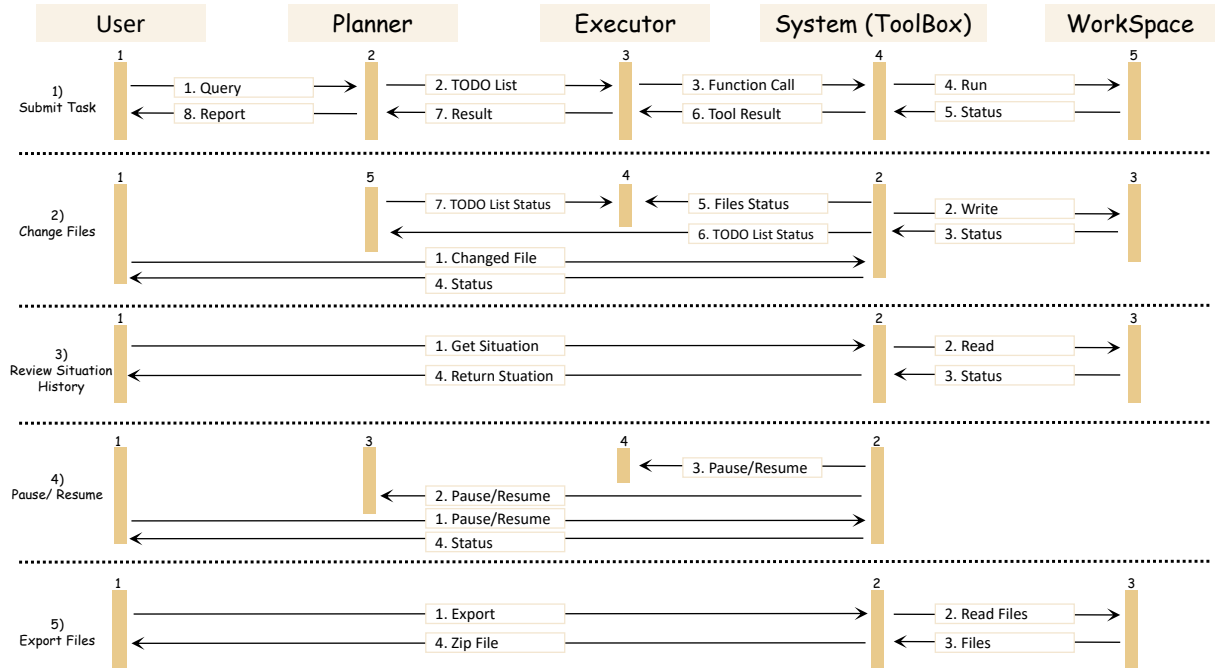 User Planner Executor System (ToolBox) WorkSpace
1 2 3 4 5
1)
Submit Task
1. Query 2. TODO List 3. Function Call 4. Run
8. Report 7. Result 6. Tool Result 5. Status
1 5 4 2 3
2)
Change Files
7. TODO List Status 5. Files Status 2. Write
6. TODO List Status 3. Status
1. Changed File
4. Status
1 2 3
3)
Review Situation
History
1. Get Situation 2. Read
4. Return Stuation 3. Status
1 3 4 2
4)
Pause/ Resume
3. Pause/Resume
2. Pause/Resume
1. Pause/Resume
4. Status
1 2 3
5)
Export Files
1. Export 2. Read Files
4. Zip File 3. Files